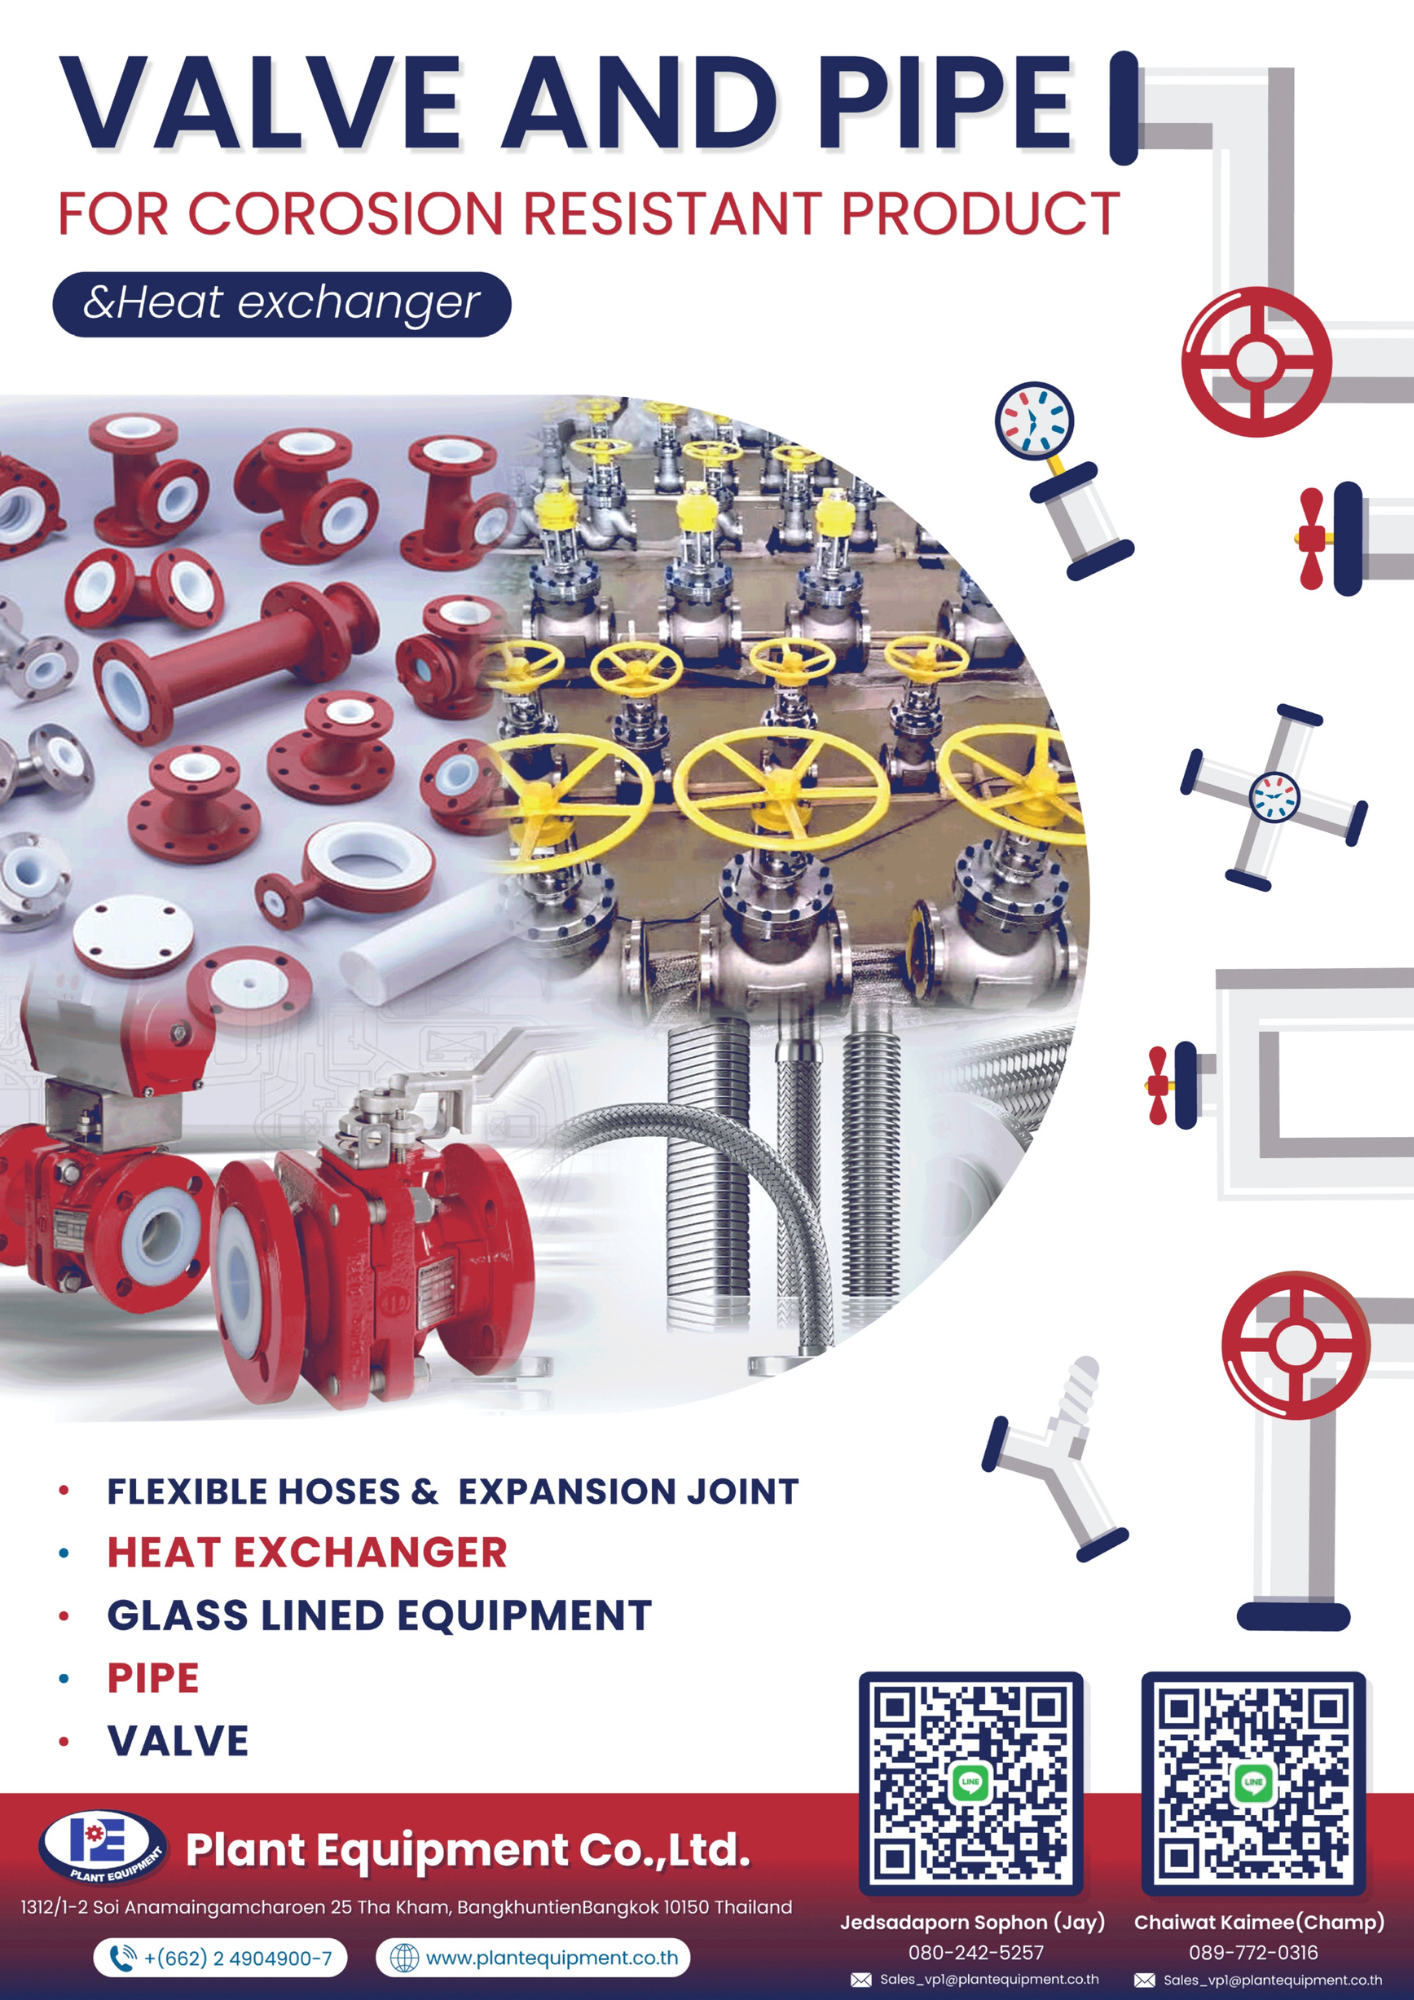 VALVE AND PIPE
FOR COROSION RESISTANT PRODUCT
&Heat exchanger
• FLEXIBLE HOSES & EXPANSION JOINT
• HEAT EXCHANGER
• GLASS LINED EQUIPMENT
• PIPE
• VALVE
PE
PLANT EQUIPMENT
Plant Equipment Co.,Ltd.
1312/1-2 Soi Anamaingamcharoen 25 Tha Kham, BangkhuntienBangkok 10150 Thailand
+(662) 2 4904900-7
www.plantequipment.co.th
LINE
Jedsadaporn Sophon (Jay)
080-242-5257
Sales_vp1@plantequipment.co.th
LINE
Chaiwat Kaimee(Champ)
089-772-0316
Sales_vp1@plantequipment.co.th